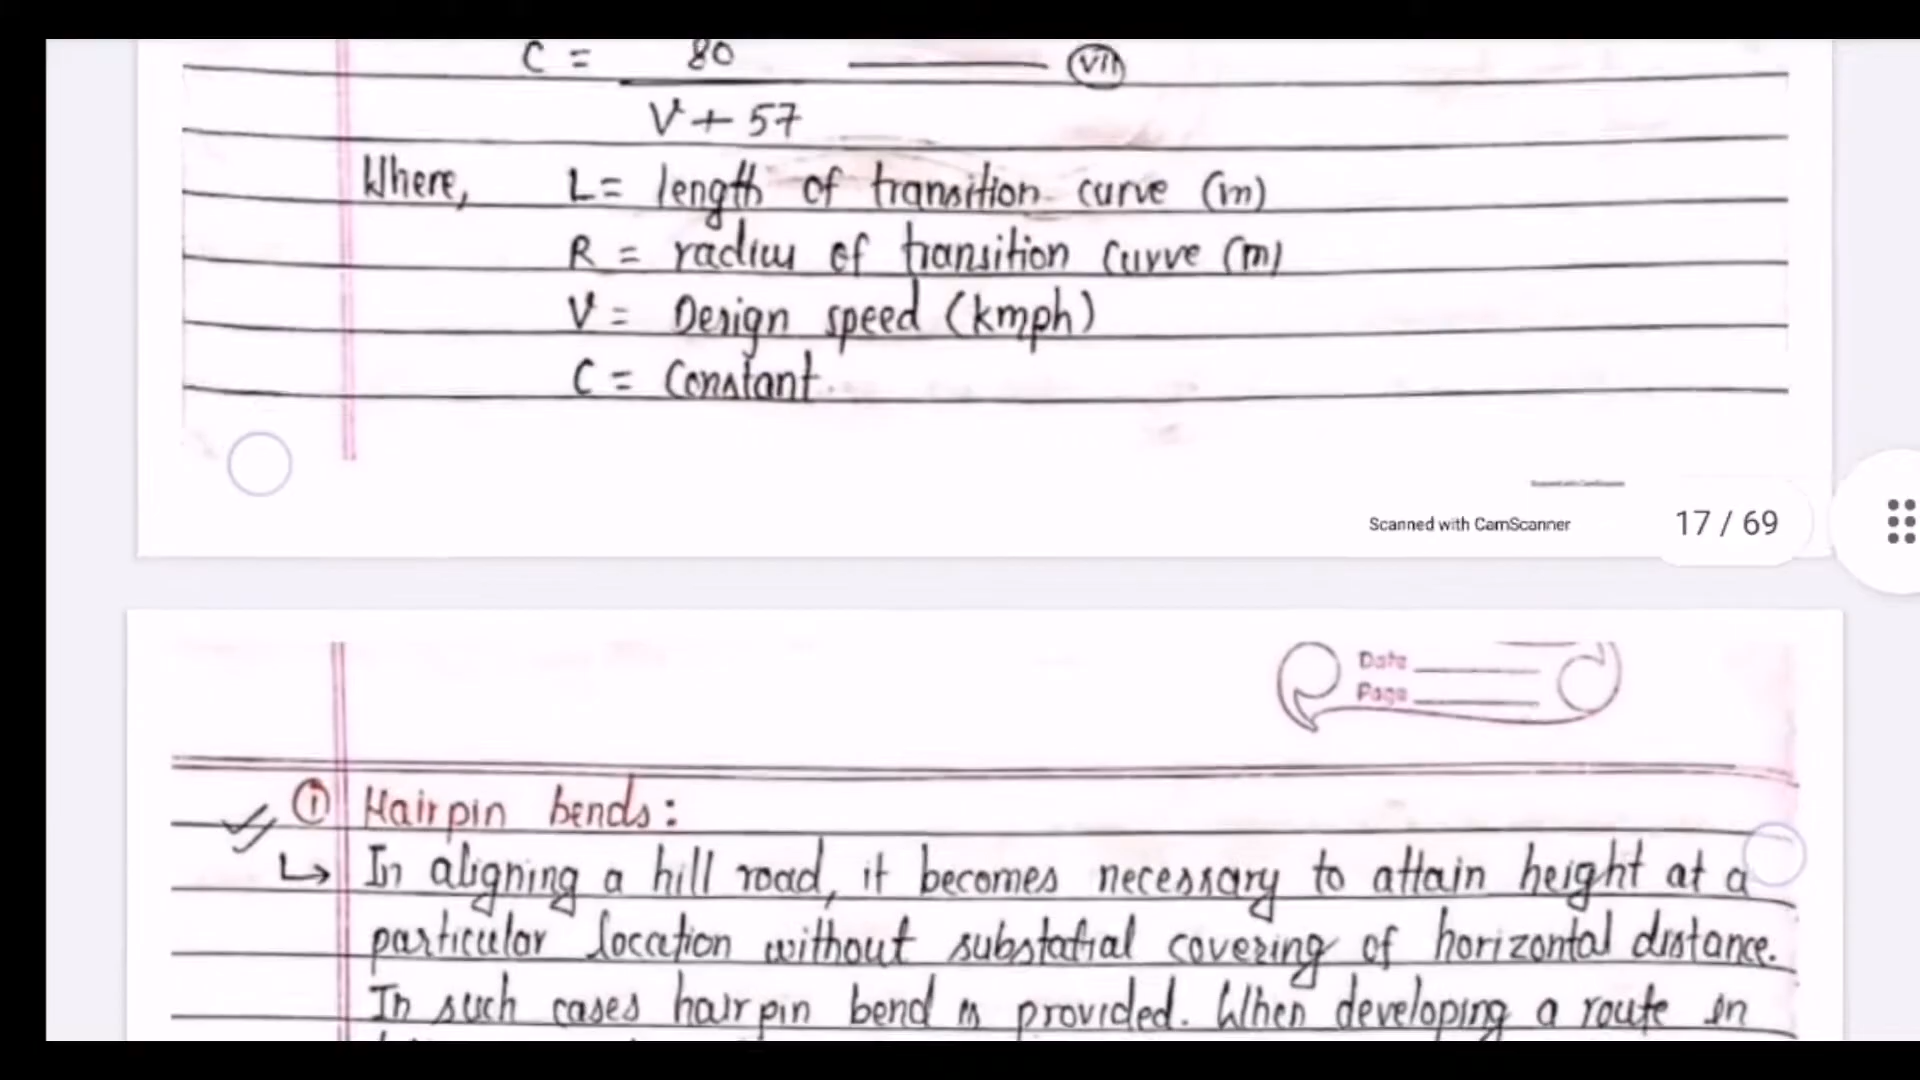 C = 80 (vii)
V + 57
Where, L = length of transition curve (m)
R = radius of transition curve (m)
V = Design speed (kmph)
C = Constant.
Scanned with CamScanner
17 / 69
Date
Page
① Hairpin bends:
↳ In aligning a hill road, it becomes necessary to attain height at a
particular location without substatial covering of horizontal distance.
In such cases hairpin bend is provided. When developing a route in